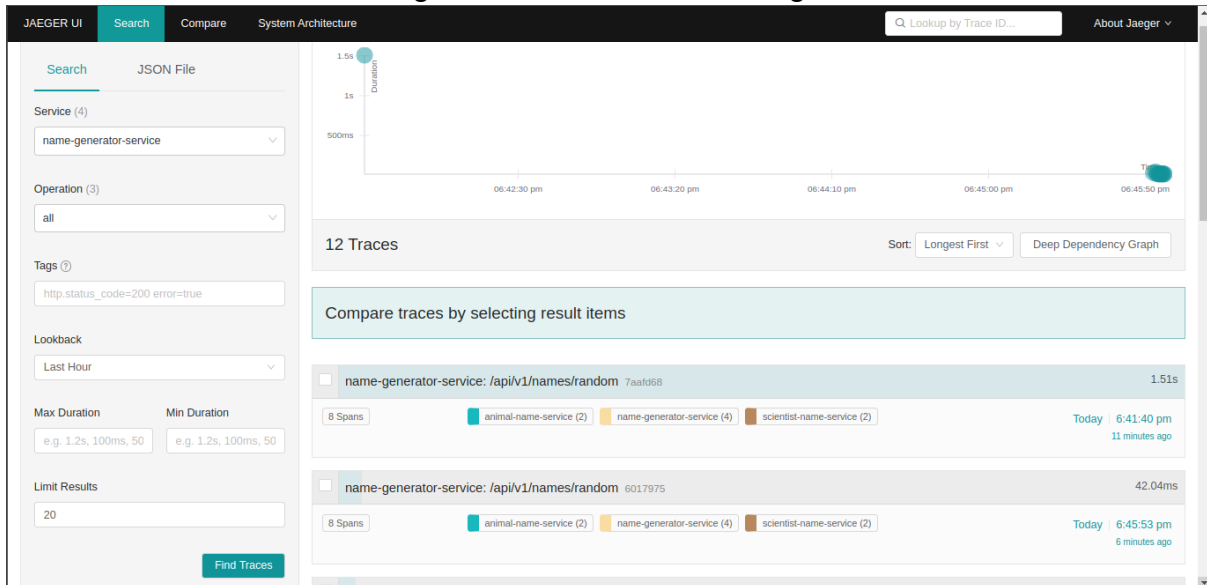 JAEGER UI Search Compare System Architecture Lookup by Trace ID... About Jaeger
Search JSON File
Service (4)
name-generator-service
Operation (3)
all
Tags ?
http.status_code=200 error=true
Lookback
Last Hour
Max Duration Min Duration
e.g. 1.2s, 100ms, 50 e.g. 1.2s, 100ms, 50
Limit Results
20
Find Traces
1.5s
1s
500ms
Duration
06:42:30 pm 06:43:20 pm 06:44:10 pm 06:45:00 pm 06:45:50 pm
12 Traces Sort: Longest First Deep Dependency Graph
Compare traces by selecting result items
name-generator-service: /api/v1/names/random 7aafd68 1.51s
8 Spans animal-name-service (2) name-generator-service (4) scientist-name-service (2) Today 6:41:40 pm
11 minutes ago
name-generator-service: /api/v1/names/random 6017975 42.04ms
8 Spans animal-name-service (2) name-generator-service (4) scientist-name-service (2) Today 6:45:53 pm
6 minutes ago